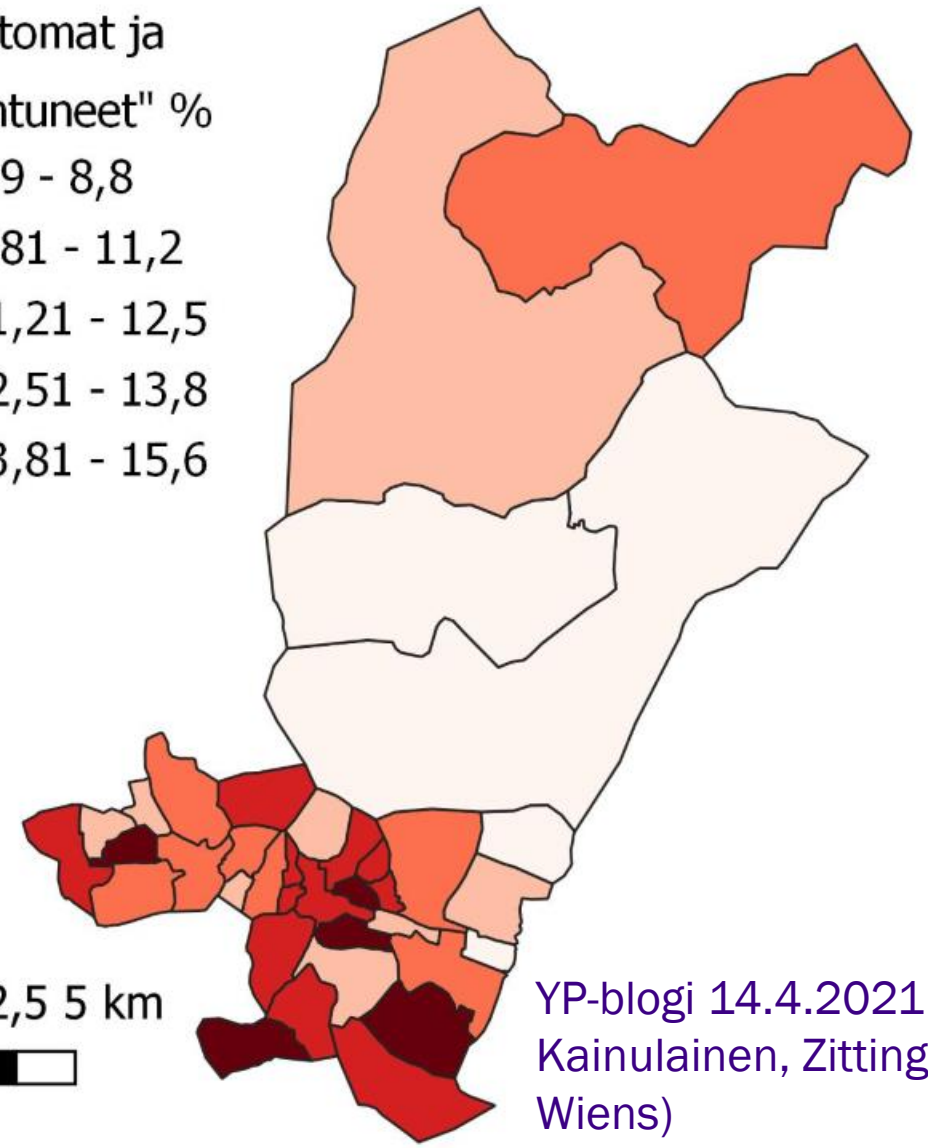 tomat ja
ntuneet" %
9 - 8,8
81 - 11,2
1,21 - 12,5
2,51 - 13,8
3,81 - 15,6
2,5 5 km
YP-blogi 14.4.2021
Kainulainen, Zitting
Wiens)